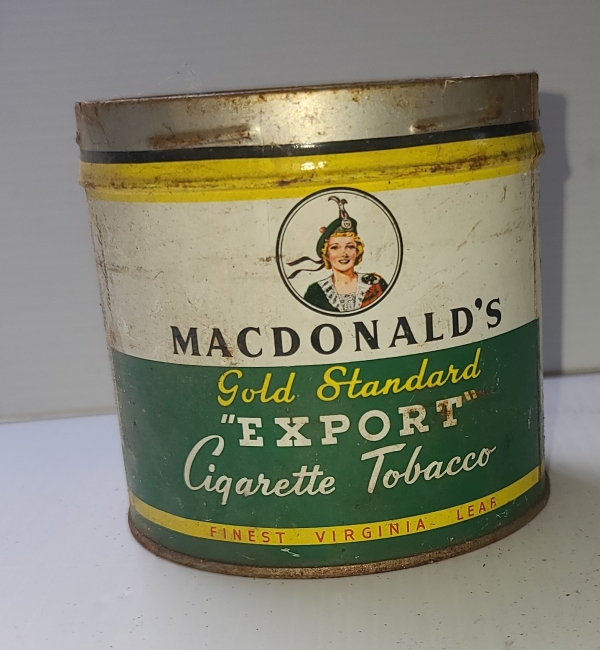 MACDONALD'S
Gold Standard
"EXPORT"
Cigarette Tobacco
FINEST VIRGINIA LEAF